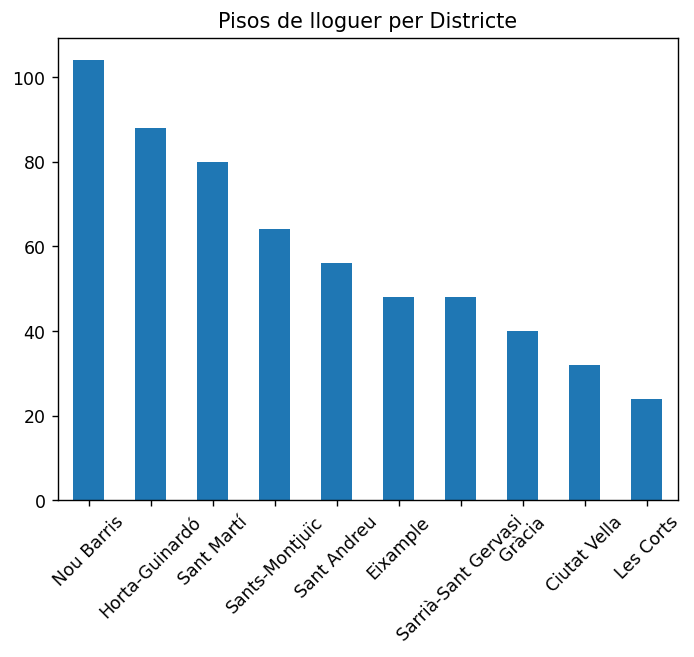 Pisos de lloguer per Districte
100
80
60
40
20
0
Nou Barris
Horta-Guinardó
Sant Martí
Sants-Montjuïc
Sant Andreu
Eixample
Sarrià-Sant Gervasi
Gràcia
Ciutat Vella
Les Corts